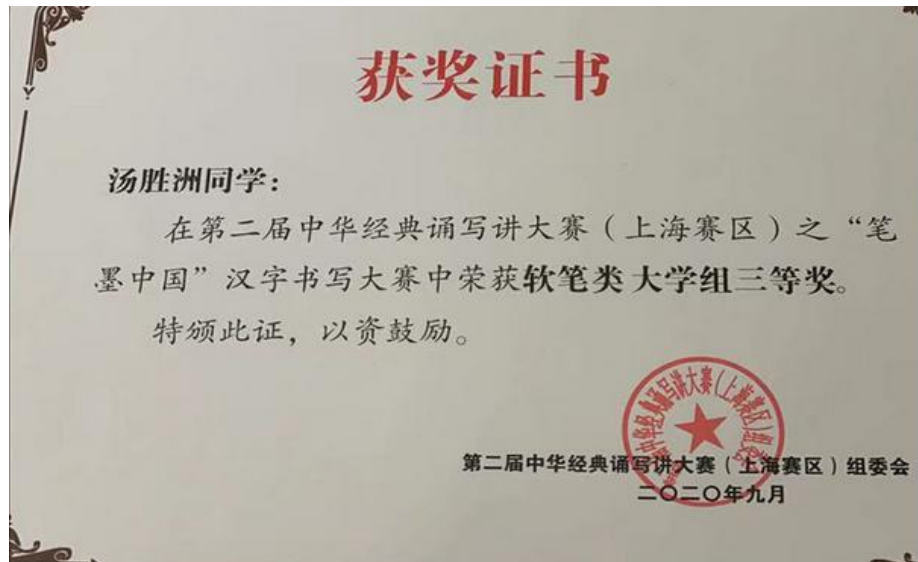 获奖证书
汤胜洲同学：
在第二届中华经典诵写讲大赛（上海赛区）之“笔
墨中国”汉字书写大赛中荣获软笔类 大学组三等奖。
特颁此证，以资鼓励。
第二届中华经典诵写讲大赛（上海赛区）组委会
二〇二〇年九月